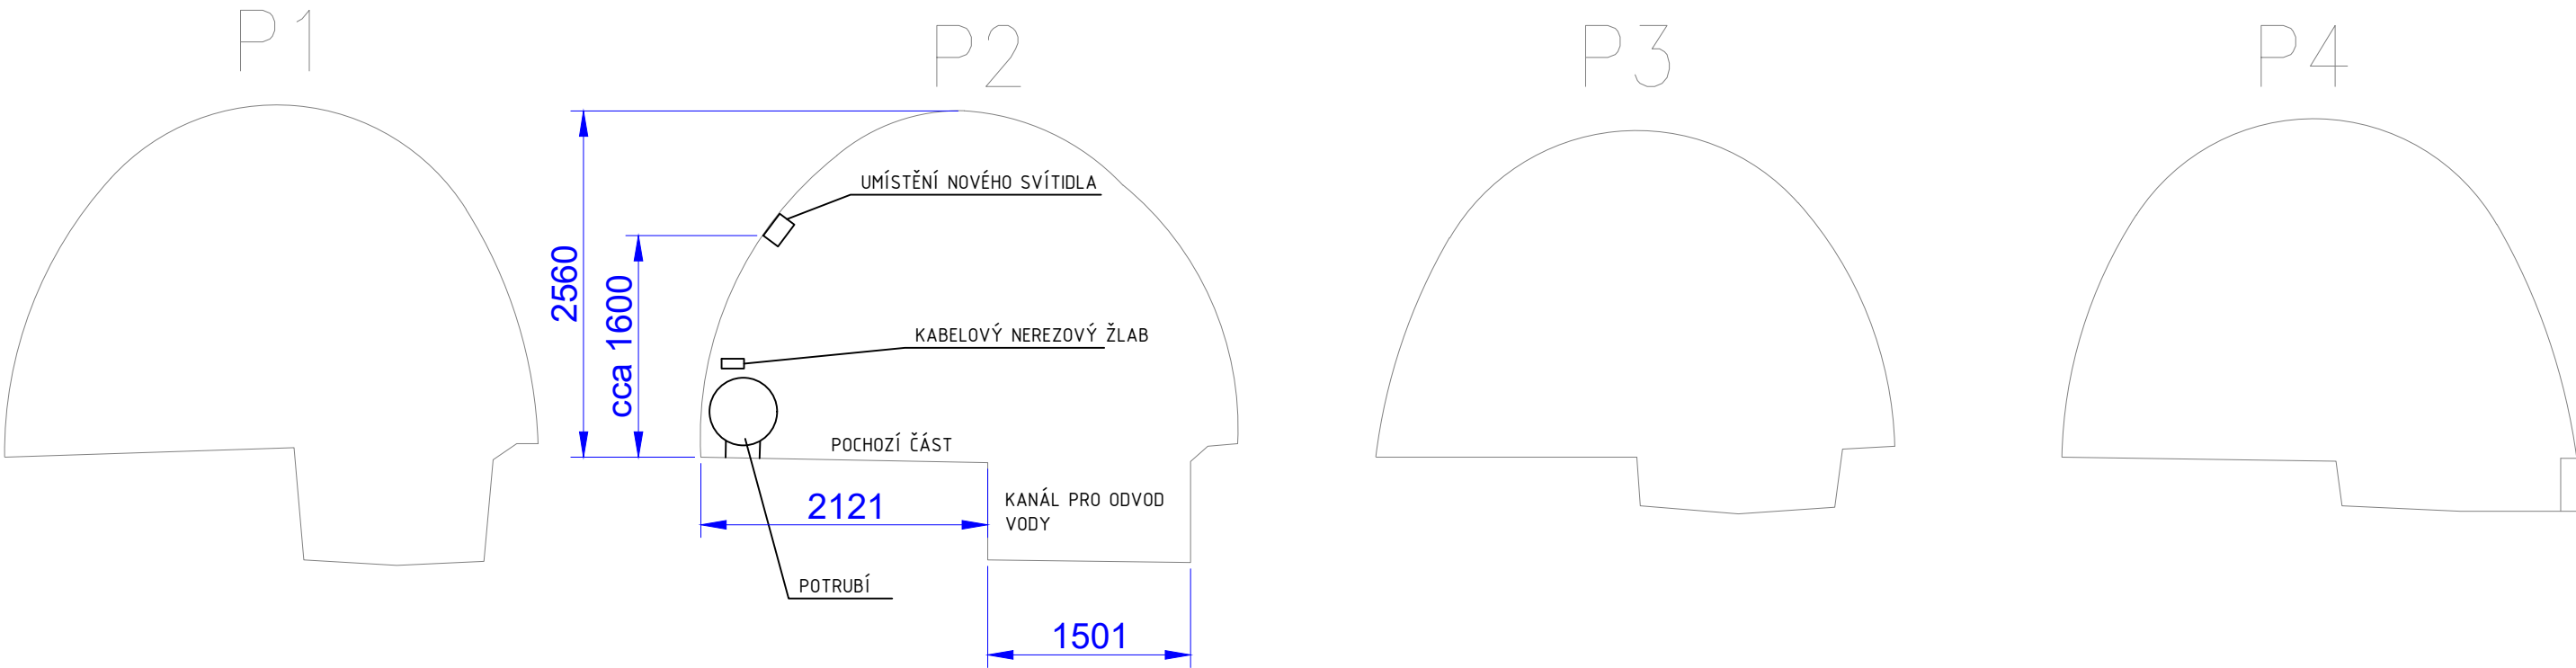 P1
P2
P3
P4
UMÍSTĚNÍ NOVÉHO SVÍTIDLA
2560
cca 1600
KABELOVÝ NEREZOVÝ ŽLAB
POCHOZÍ ČÁST
2121
KANÁL PRO ODVOD
VODY
POTRUBÍ
1501